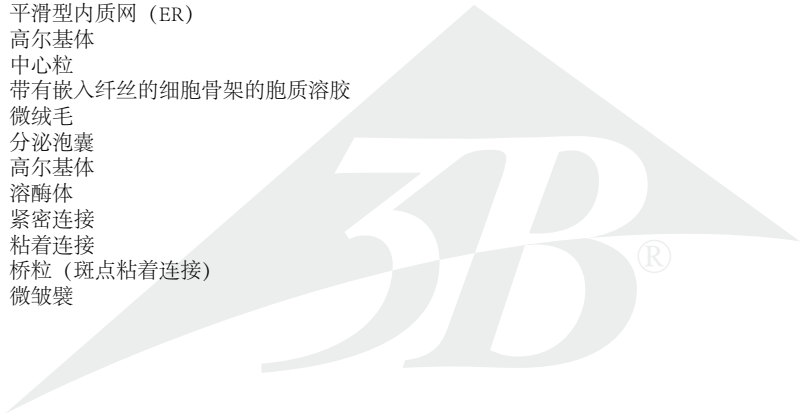 平滑型内质网 (ER)
高尔基体
中心粒
带有嵌入纤丝的细胞骨架的胞质溶胶
微绒毛
分泌泡囊
高尔基体
溶酶体
紧密连接
粘着连接
桥粒 (斑点粘着连接)
微皱襞
3B®